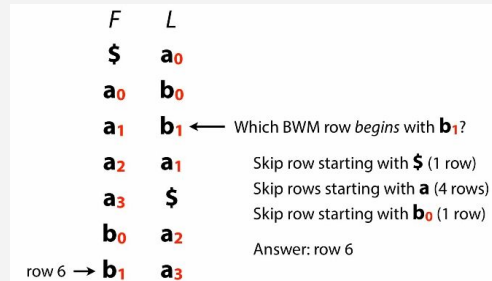 F L
$ a0
a0 b0
a1 b1 ← Which BWM row begins with b1?
a2 a1 Skip row starting with $ (1 row)
a3 $ Skip rows starting with a (4 rows)
b0 a2 Skip row starting with b0 (1 row)
Answer: row 6
row 6 → b1 a3